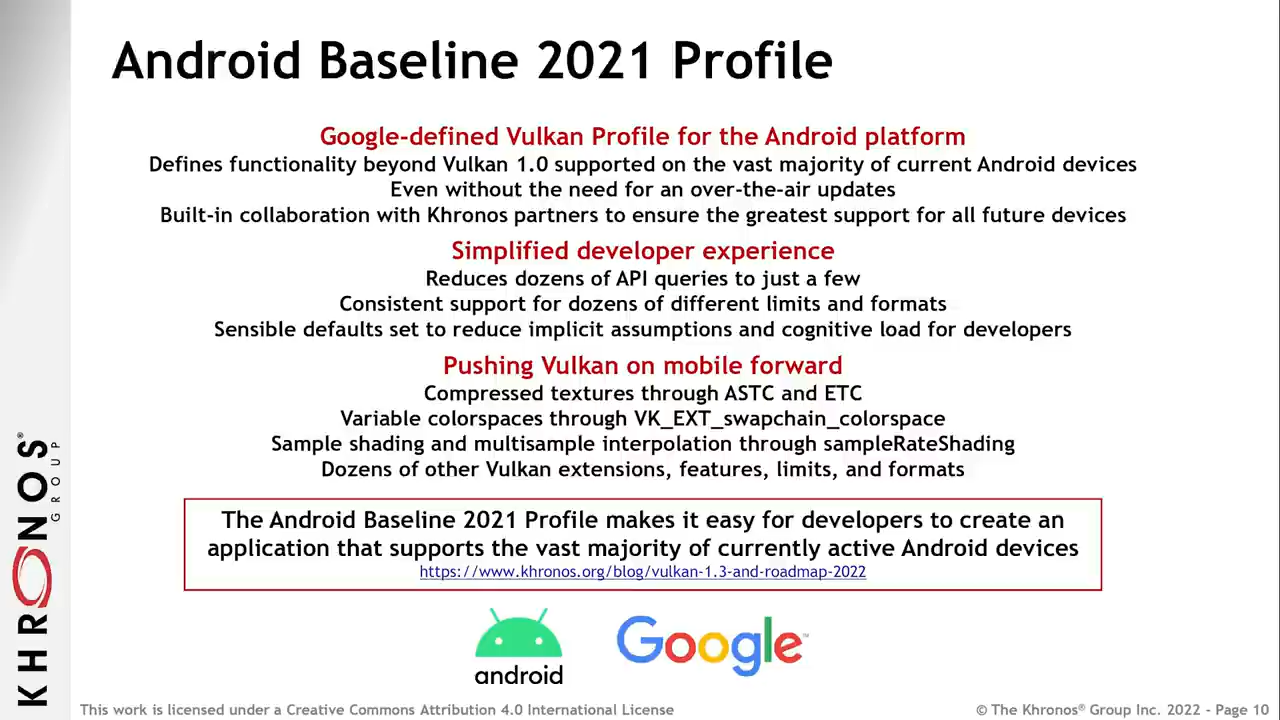 Android Baseline 2021 Profile
Google-defined Vulkan Profile for the Android platform
Defines functionality beyond Vulkan 1.0 supported on the vast majority of current Android devices
Even without the need for an over-the-air updates
Built-in collaboration with Khronos partners to ensure the greatest support for all future devices
Simplified developer experience
Reduces dozens of API queries to just a few
Consistent support for dozens of different limits and formats
Sensible defaults set to reduce implicit assumptions and cognitive load for developers
Pushing Vulkan on mobile forward
Compressed textures through ASTC and ETC
Variable colorspaces through VK_EXT_swapchain_colorspace
Sample shading and multisample interpolation through sampleRateShading
Dozens of other Vulkan extensions, features, limits, and formats
The Android Baseline 2021 Profile makes it easy for developers to create an
application that supports the vast majority of currently active Android devices
https://www.khronos.org/blog/vulkan-1.3-and-roadmap-2022
android
Google™
KHRONOS®
GROUP
This work is licensed under a Creative Commons Attribution 4.0 International License
© The Khronos® Group Inc. 2022 - Page 10